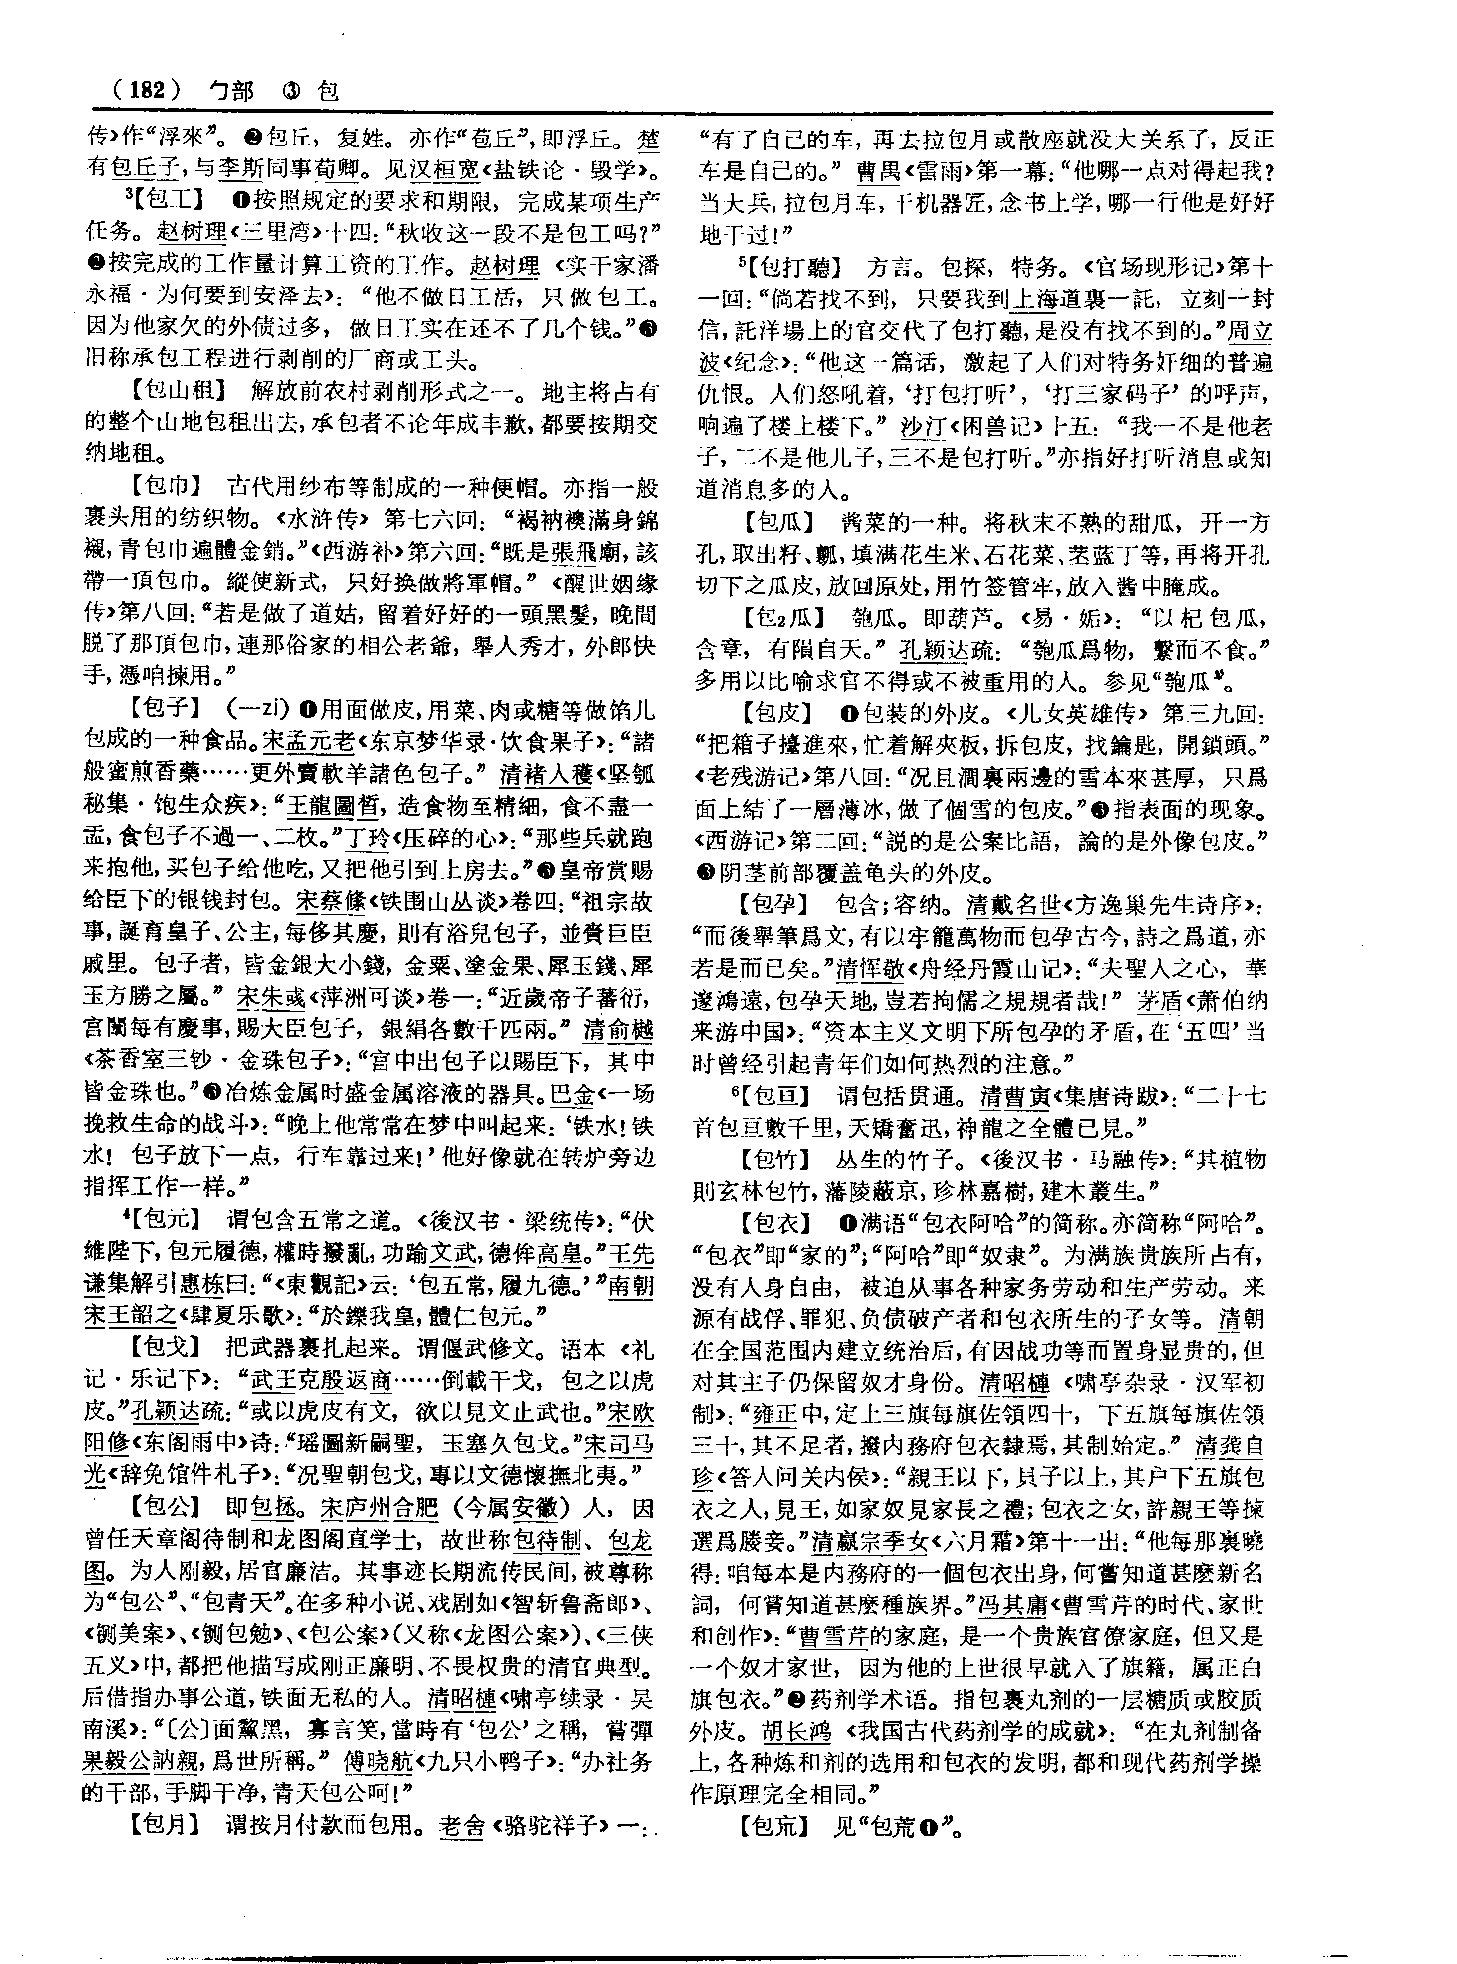 （182） 勹部 ③ 包
传》作“浮來”。❷包丘，复姓。亦作“苞丘”，即浮丘。楚
有包丘子，与李斯同事荀卿。见汉桓宽《盐铁论·毁学》。
3【包工】 ❶按照规定的要求和期限，完成某项生产
任务。赵树理《三里湾》十四：“秋收这一段不是包工吗？”
❷按完成的工作量计算工资的工作。赵树理《实干家潘
永福·为何要到安泽去》：“他不做日工活，只做包工。
因为他家欠的外债过多，做日工实在还不了几个钱。”❸
旧称承包工程进行剥削的厂商或工头。
【包山租】 解放前农村剥削形式之一。地主将占有
的整个山地包租出去，承包者不论年成丰歉，都要按期交
纳地租。
【包巾】 古代用纱布等制成的一种便帽。亦指一般
裹头用的纺织物。《水浒传》第七六回：“褐衲襖滿身錦
襯，青包巾遍體金銷。”《西游补》第六回：“既是張飛廟，該
帶一頂包巾。縱使新式，只好换做將軍帽。”《醒世姻缘
传》第八回：“若是做了道姑，留着好好的一頭黑髮，晚間
脱了那頂包巾，連那俗家的相公老爺，舉人秀才，外郎快
手，憑咱揀用。”
【包子】（—zi）❶用面做皮，用菜、肉或糖等做馅儿
包成的一种食品。宋孟元老《东京梦华录·饮食果子》：“諸
般蜜煎香藥……更外賣軟羊諸色包子。”清褚人穫《坚瓠
秘集·饱生众疾》：“王龍圖晳，造食物至精細，食不盡一
盂，食包子不過一、二枚。”丁玲《压碎的心》：“那些兵就跑
来抱他，买包子给他吃，又把他引到上房去。”❷皇帝赏赐
给臣下的银钱封包。宋蔡絛《铁围山丛谈》卷四：“祖宗故
事，誕育皇子、公主，每侈其慶，則有浴兒包子，並賚巨臣
戚里。包子者，皆金銀大小錢，金粟、塗金果、犀玉錢、犀
玉方勝之屬。”宋朱彧《萍洲可谈》卷一：“近歲帝子蕃衍，
宫闈每有慶事，賜大臣包子，銀絹各數千匹兩。”清俞樾
《茶香室三钞·金珠包子》：“宫中出包子以賜臣下，其中
皆金珠也。”❸冶炼金属时盛金属溶液的器具。巴金《一场
挽救生命的战斗》：“晚上他常常在梦中叫起来：‘铁水！铁
水！包子放下一点，行车靠过来！’他好像就在转炉旁边
指挥工作一样。”
4【包元】 谓包含五常之道。《後汉书·梁统传》：“伏
維陛下，包元履德，權時撥亂，功踰文武，德侔高皇。”王先
谦集解引惠栋曰：“《東觀記》云：‘包五常，履九德。’”南朝
宋王韶之《肆夏乐歌》：“於鑠我皇，體仁包元。”
【包戈】 把武器裹扎起来。谓偃武修文。语本《礼
记·乐记下》：“武王克殷返商……倒載干戈，包之以虎
皮。”孔颖达疏：“或以虎皮有文，欲以見文止武也。”宋欧
阳修《东阁雨中》诗：“瑶圖新嗣聖，玉塞久包戈。”宋司马
光《辞免馆伴札子》：“况聖朝包戈，專以文德懷撫北夷。”
【包公】 即包拯。宋庐州合肥（今属安徽）人，因
曾任天章阁待制和龙图阁直学士，故世称包待制、包龙
图。为人刚毅，居官廉洁。其事迹长期流传民间，被尊称
为“包公”、“包青天”。在多种小说、戏剧如《智斩鲁斋郎》、
《铡美案》、《铡包勉》、《包公案》（又称《龙图公案》）、《三侠
五义》中，都把他描写成刚正廉明、不畏权贵的清官典型。
后借指办事公道，铁面无私的人。清昭槤《啸亭续录·吴
南溪》：“〔公〕面黧黑，寡言笑，當時有‘包公’之稱，嘗彈
果毅公訥親，爲世所稱。”傅晓航《九只小鸭子》：“办社务
的干部，手脚干净，青天包公呵！”
【包月】 谓按月付款而包用。老舍《骆驼祥子》一：
“有了自己的车，再去拉包月或散座就没大关系了，反正
车是自己的。”曹禺《雷雨》第一幕：“他哪一点对得起我？
当大兵，拉包月车，干机器匠，念书上学，哪一行他是好好
地干过！”
5【包打聽】 方言。包探，特务。《官场现形记》第十
一回：“倘若找不到，只要我到上海道裏一託，立刻一封
信，託洋場上的官交代了包打聽，是没有找不到的。”周立
波《纪念》：“他这一篇话，激起了人们对特务奸细的普遍
仇恨。人们怒吼着，‘打包打听’，‘打三家码子’的呼声，
响遍了楼上楼下。”沙汀《困兽记》十五：“我一不是他老
子，二不是他儿子，三不是包打听。”亦指好打听消息或知
道消息多的人。
【包瓜】 酱菜的一种。将秋末不熟的甜瓜，开一方
孔，取出籽、瓤，填满花生米、石花菜、苤蓝丁等，再将开孔
切下之瓜皮，放回原处，用竹签管牢，放入酱中腌成。
【包2瓜】 匏瓜。即葫芦。《易·姤》：“以杞包瓜，
含章，有隕自天。”孔颖达疏：“匏瓜爲物，繫而不食。”
多用以比喻求官不得或不被重用的人。参见“匏瓜”。
【包皮】 ❶包装的外皮。《儿女英雄传》第三九回：
“把箱子擡進來，忙着解夾板，拆包皮，找鑰匙，開鎖頭。”
《老残游记》第八回：“况且澗裏兩邊的雪本來甚厚，只爲
面上結了一層薄冰，做了個雪的包皮。”❷指表面的现象。
《西游记》第二回：“説的是公案比語，論的是外像包皮。”
❸阴茎前部覆盖龟头的外皮。
【包孕】 包含；容纳。清戴名世《方逸巢先生诗序》：
“而後舉筆爲文，有以牢籠萬物而包孕古今，詩之爲道，亦
若是而已矣。”清恽敬《舟经丹霞山记》：“夫聖人之心，華
邃鴻遠，包孕天地，豈若拘儒之規規者哉！”茅盾《萧伯纳
来游中国》：“资本主义文明下所包孕的矛盾，在‘五四’当
时曾经引起青年们如何热烈的注意。”
6【包亘】 谓包括贯通。清曹寅《集唐诗跋》：“二十七
首包亘數千里，夭矯奮迅，神龍之全體已見。”
【包竹】 丛生的竹子。《後汉书·马融传》：“其植物
則玄林包竹，藩陵蔽京，珍林嘉樹，建木叢生。”
【包衣】 ❶满语“包衣阿哈”的简称。亦简称“阿哈”。
“包衣”即“家的”；“阿哈”即“奴隶”。为满族贵族所占有，
没有人身自由，被迫从事各种家务劳动和生产劳动。来
源有战俘、罪犯、负债破产者和包衣所生的子女等。清朝
在全国范围内建立统治后，有因战功等而置身显贵的，但
对其主子仍保留奴才身份。清昭槤《啸亭杂录·汉军初
制》：“雍正中，定上三旗每旗佐領四十，下五旗每旗佐領
三十，其不足者，撥内務府包衣隸焉，其制始定。”清龚自
珍《答人问关内侯》：“親王以下，貝子以上，其户下五旗包
衣之人，見王，如家奴見家長之禮；包衣之女，許親王等揀
選爲媵妾。”清嬴宗季女《六月霜》第十一出：“他每那裏曉
得：咱每本是内務府的一個包衣出身，何嘗知道甚麽新名
詞，何嘗知道甚麽種族界。”冯其庸《曹雪芹的时代、家世
和创作》：“曹雪芹的家庭，是一个贵族官僚家庭，但又是
一个奴才家世，因为他的上世很早就入了旗籍，属正白
旗包衣。”❷药剂学术语。指包裹丸剂的一层糖质或胶质
外皮。胡长鸿《我国古代药剂学的成就》：“在丸剂制备
上，各种炼和剂的选用和包衣的发明，都和现代药剂学操
作原理完全相同。”
【包巟】 见“包荒❶”。